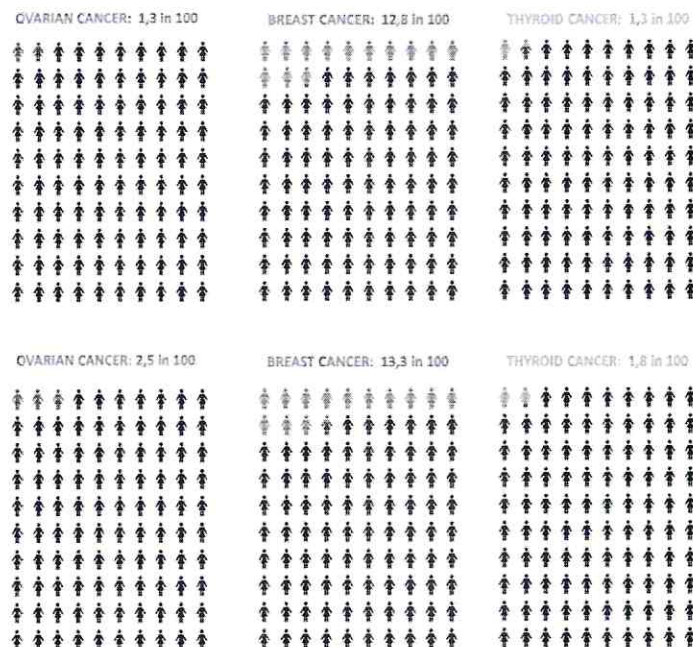 OVARIAN CANCER: 1,3 in 100
BREAST CANCER: 12,8 in 100
THYROID CANCER: 1,3 in 100
OVARIAN CANCER: 2,5 in 100
BREAST CANCER: 13,3 in 100
THYROID CANCER: 1,8 in 100